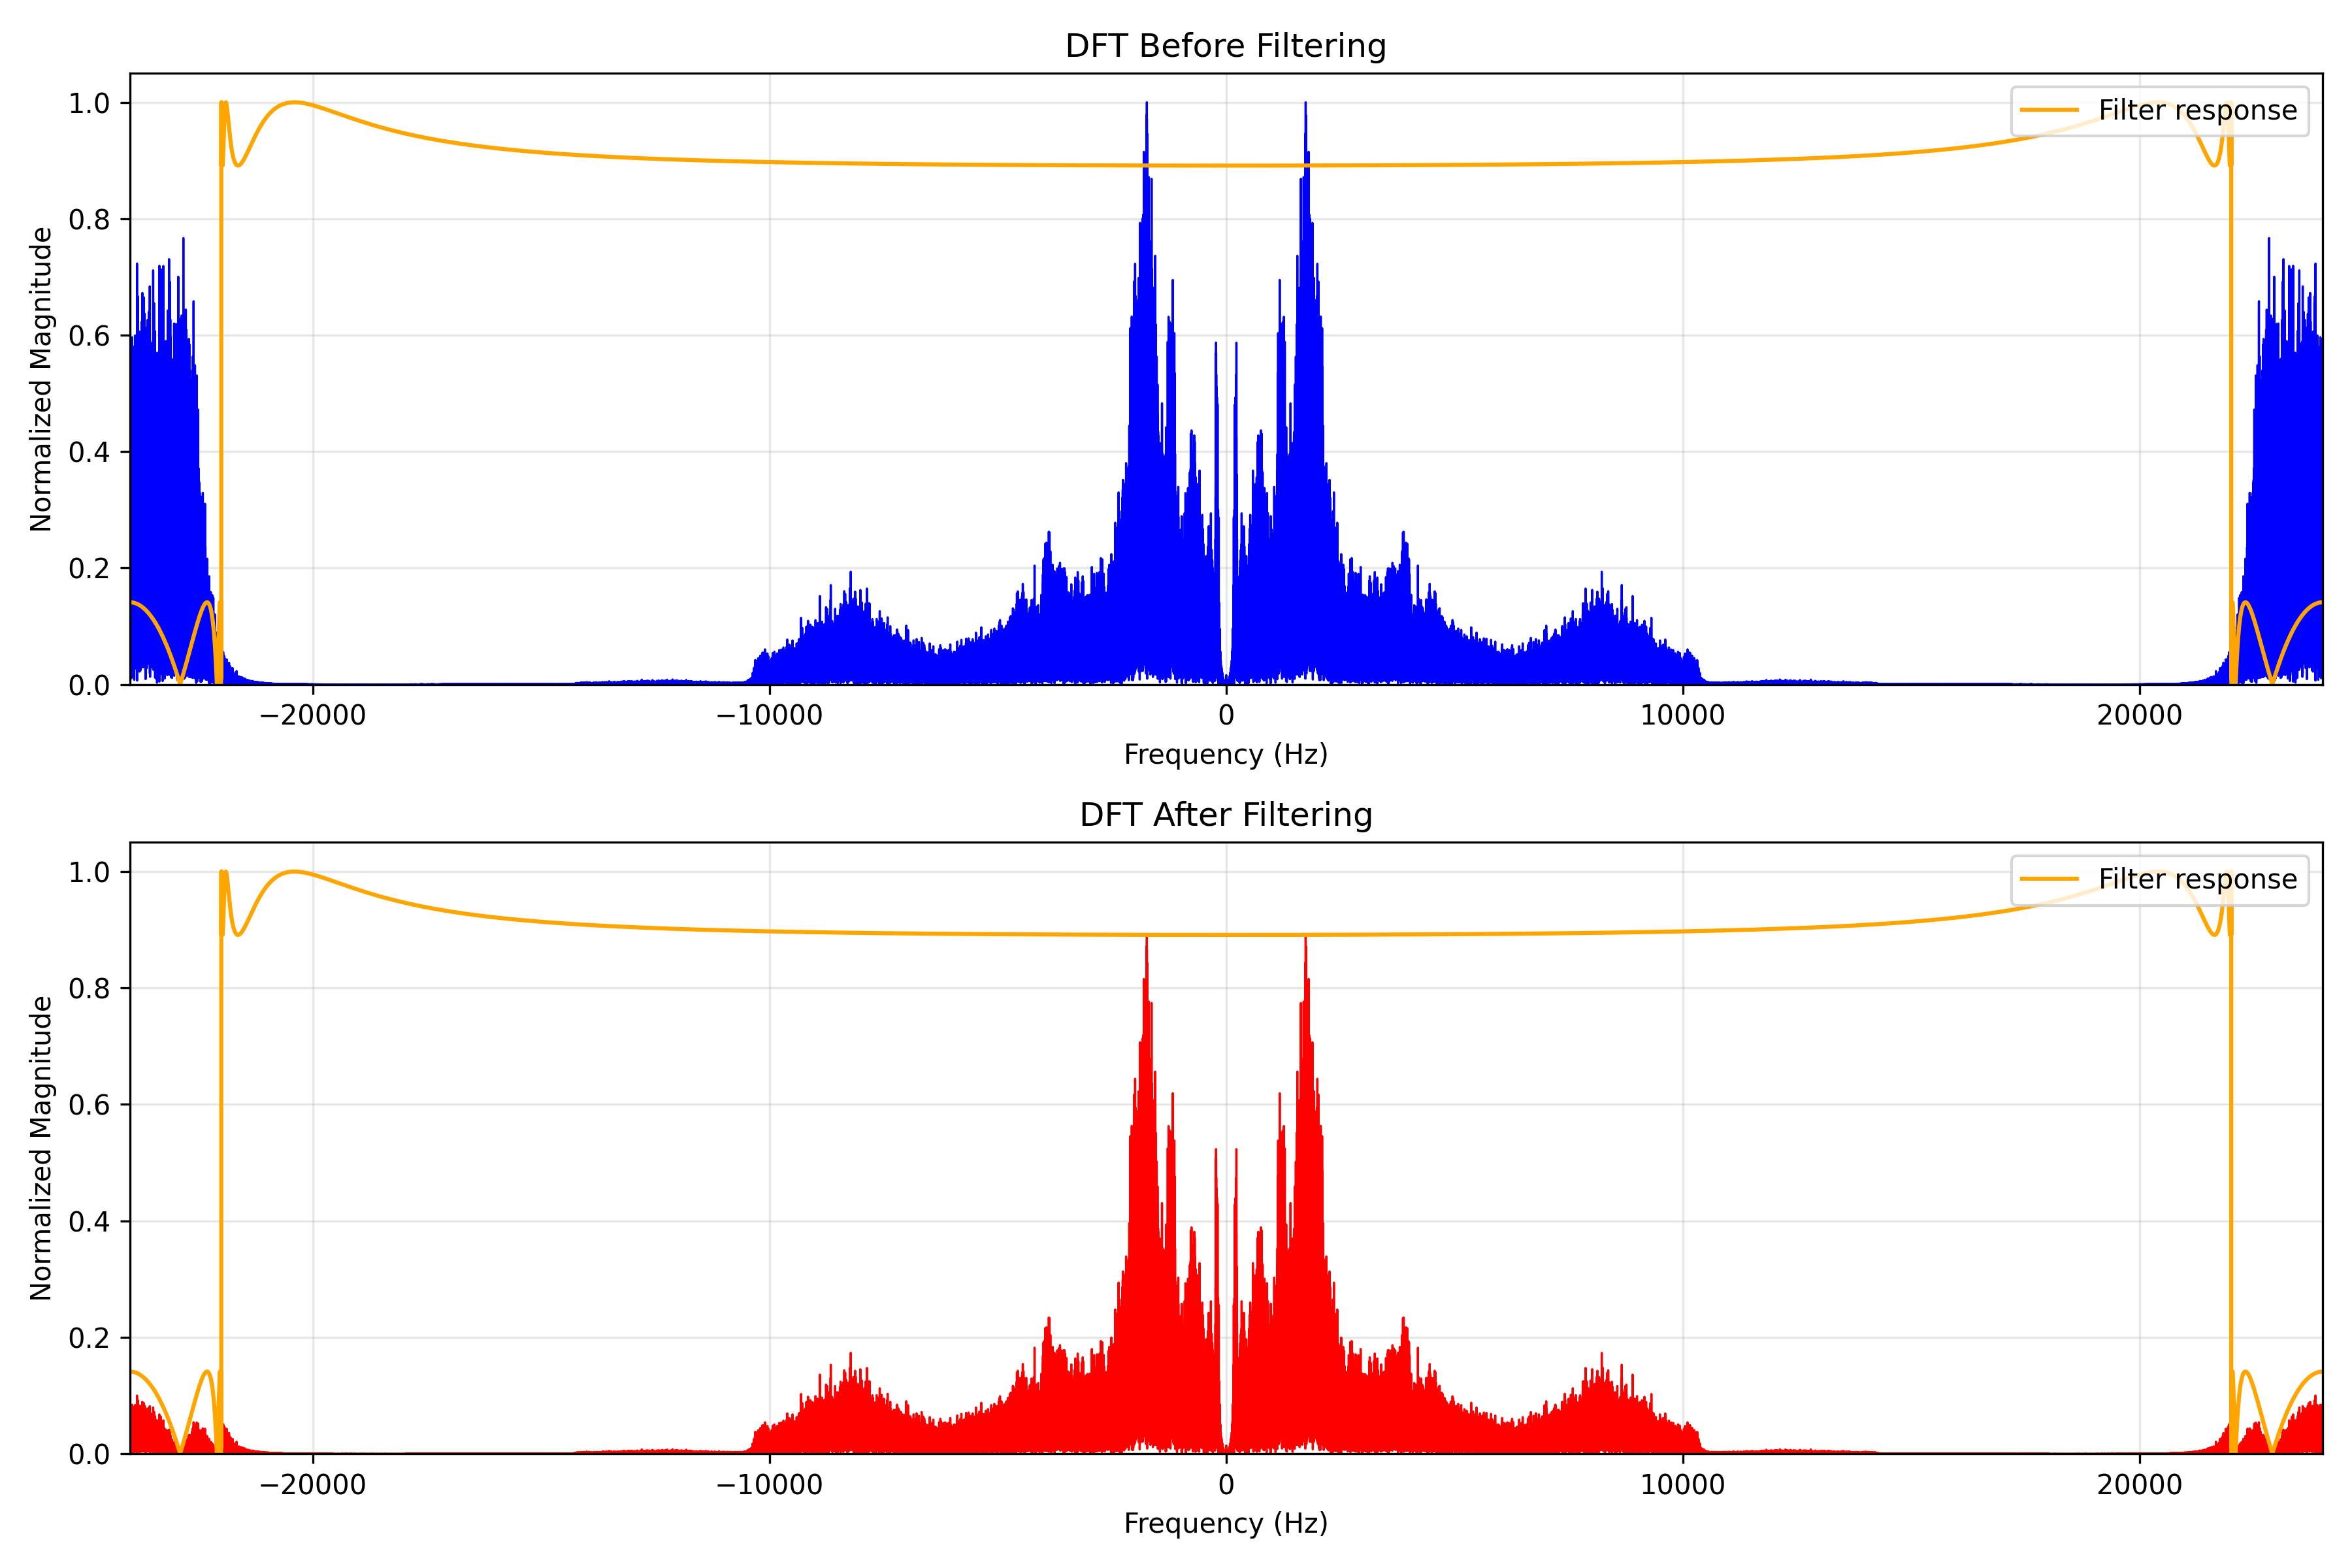 DFT Before Filtering
Filter response
Normalized Magnitude
1.0
0.8
0.6
0.4
0.2
0.0
−20000 −10000 0 10000 20000
Frequency (Hz)
DFT After Filtering
Filter response
Normalized Magnitude
1.0
0.8
0.6
0.4
0.2
0.0
−20000 −10000 0 10000 20000
Frequency (Hz)